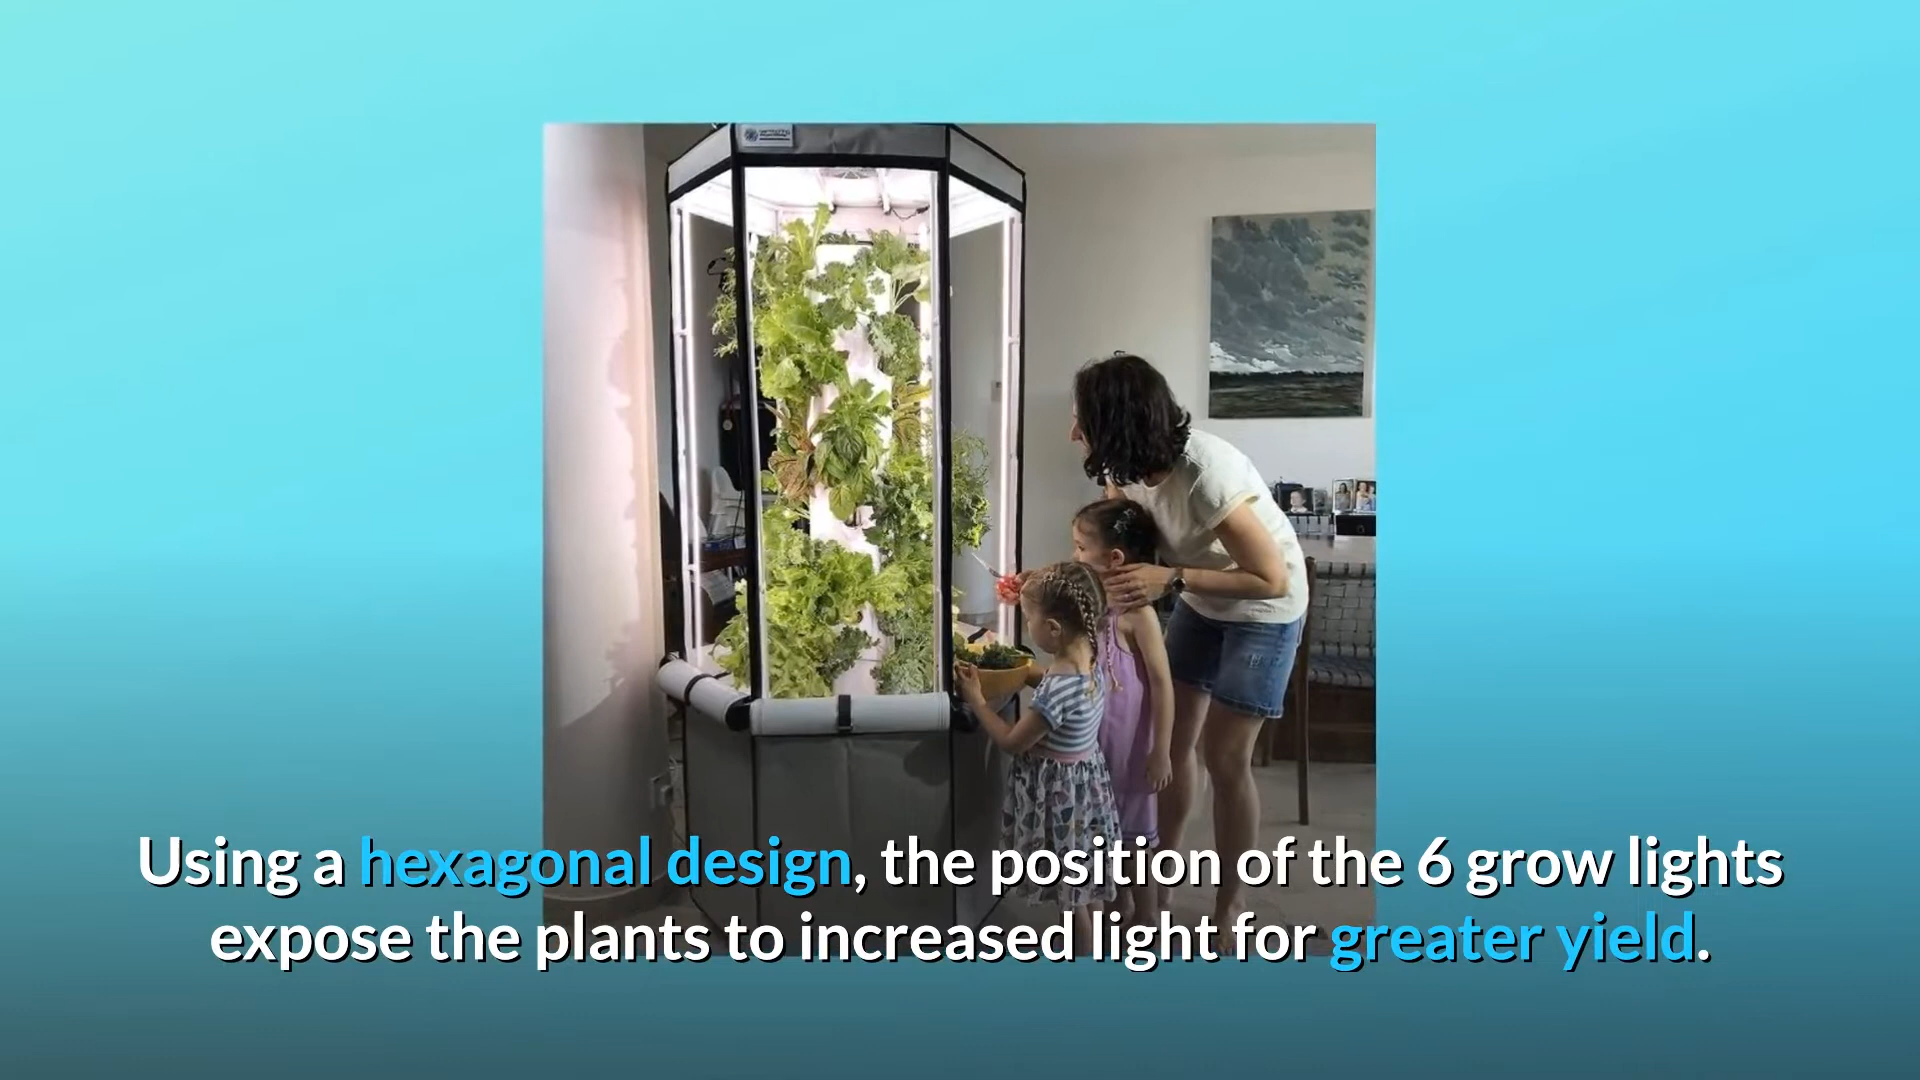 Using a hexagonal design, the position of the 6 grow lights
expose the plants to increased light for greater yield.